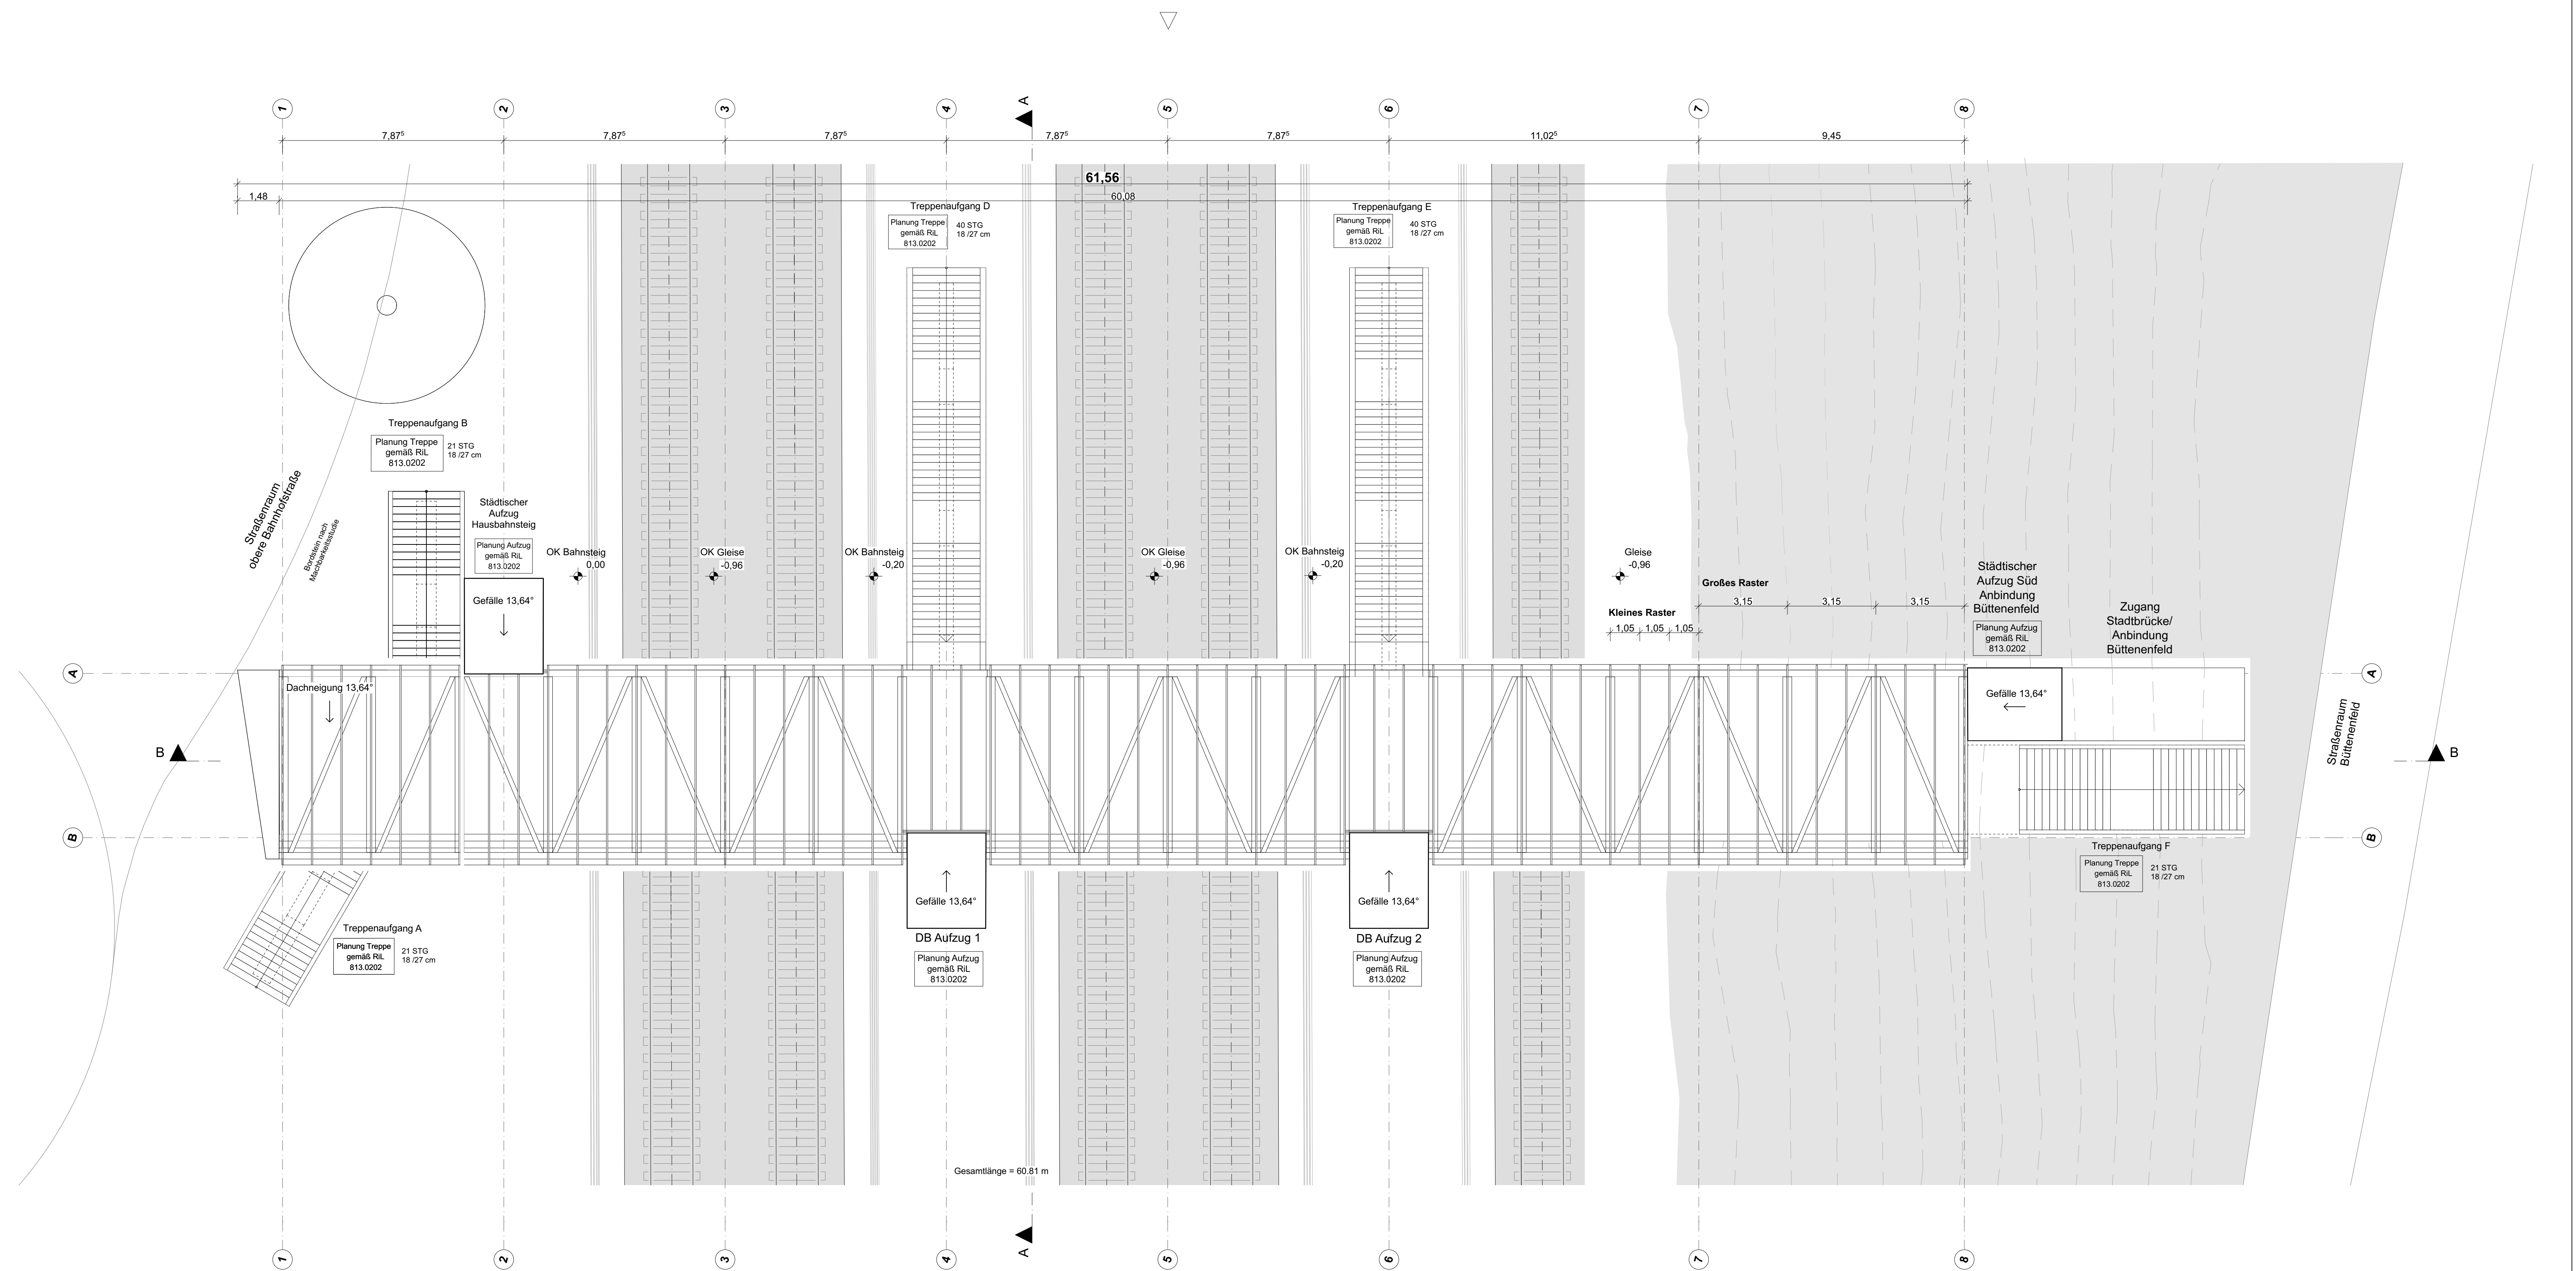 1
2
3
4
A
5
6
7
8
7,87⁵
7,87⁵
7,87⁵
7,87⁵
7,87⁵
11,02⁵
9,45
61,56
1,48
60,08
Treppenaufgang D
Planung Treppe
gemäß RiL
813.0202
40 STG
18 /27 cm
Treppenaufgang E
Planung Treppe
gemäß RiL
813.0202
40 STG
18 /27 cm
Treppenaufgang B
Planung Treppe
gemäß RiL
813.0202
21 STG
18 /27 cm
Straßenraum
obere Bahnhofstraße
Bordstein nach
Machbarkeitsstudie
Städtischer
Aufzug
Hausbahnsteig
Planung Aufzug
gemäß RiL
813.0202
Gefälle 13,64°
OK Bahnsteig
0,00
OK Gleise
-0,96
OK Bahnsteig
-0,20
OK Gleise
-0,96
OK Bahnsteig
-0,20
Gleise
-0,96
Großes Raster
3,15
3,15
3,15
Kleines Raster
1,05
1,05
1,05
Städtischer
Aufzug Süd
Anbindung
Büttenenfeld
Planung Aufzug
gemäß RiL
813.0202
Zugang
Stadtbrücke/
Anbindung
Büttenenfeld
A
A
Dachneigung 13,64°
Gefälle 13,64°
Straßenraum
Büttenenfeld
B
B
B
B
Treppenaufgang F
Planung Treppe
gemäß RiL
813.0202
21 STG
18 /27 cm
Gefälle 13,64°
DB Aufzug 1
Planung Aufzug
gemäß RiL
813.0202
Gefälle 13,64°
DB Aufzug 2
Planung Aufzug
gemäß RiL
813.0202
Treppenaufgang A
Planung Treppe
gemäß RiL
813.0202
21 STG
18 /27 cm
Gesamtlänge = 60.81 m
1
2
3
4
A
5
6
7
8